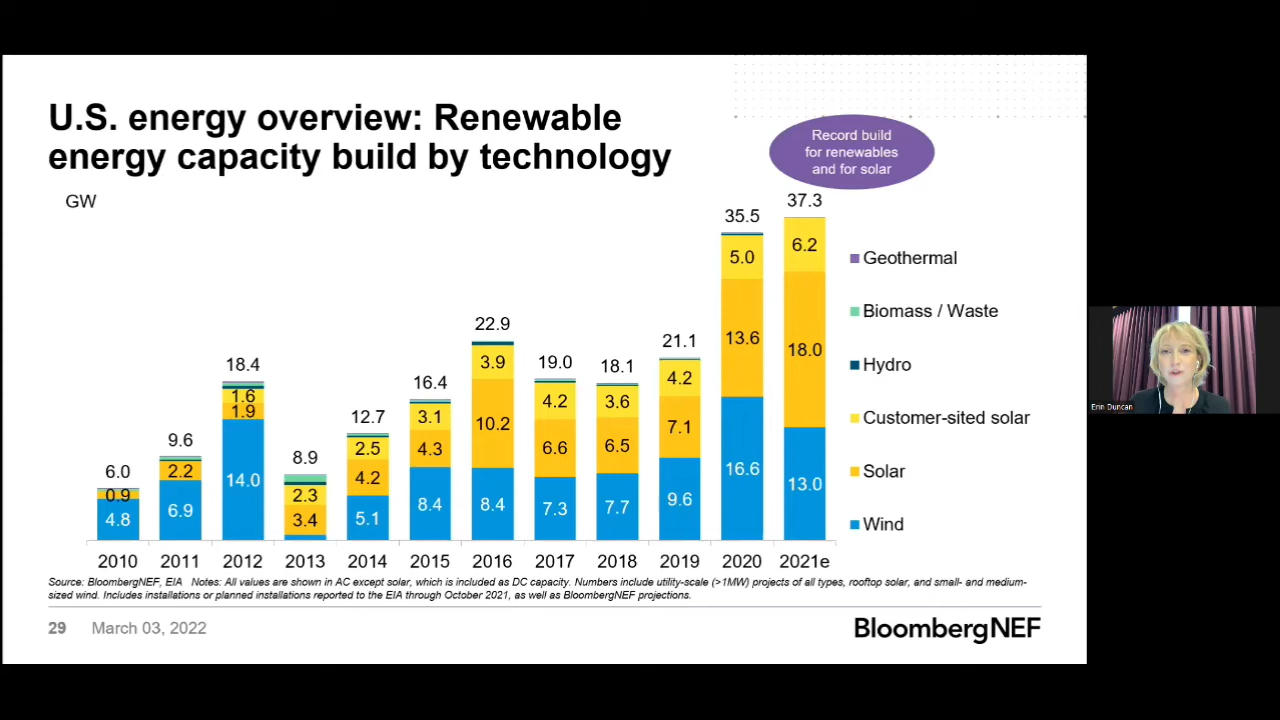 U.S. energy overview: Renewable
energy capacity build by technology
Record build
for renewables
and for solar
GW
6.0
9.6
18.4
8.9
12.7
16.4
22.9
19.0
18.1
21.1
35.5
37.3
1.6
2.3
2.5
3.1
3.9
4.2
3.6
4.2
5.0
6.2
0.9
2.2
1.9
3.4
4.2
4.3
10.2
6.6
6.5
7.1
13.6
18.0
4.8
6.9
14.0
5.1
8.4
8.4
7.3
7.7
9.6
16.6
13.0
2010 2011 2012 2013 2014 2015 2016 2017 2018 2019 2020 2021e
Geothermal
Biomass / Waste
Hydro
Customer-sited solar
Solar
Wind
Source: BloombergNEF, EIA Notes: All values are shown in AC except solar, which is included as DC capacity. Numbers include utility-scale (>1MW) projects of all types, rooftop solar, and small- and medium-
sized wind. Includes installations or planned installations reported to the EIA through October 2021, as well as BloombergNEF projections.
29 March 03, 2022
BloombergNEF
Erin Duncan